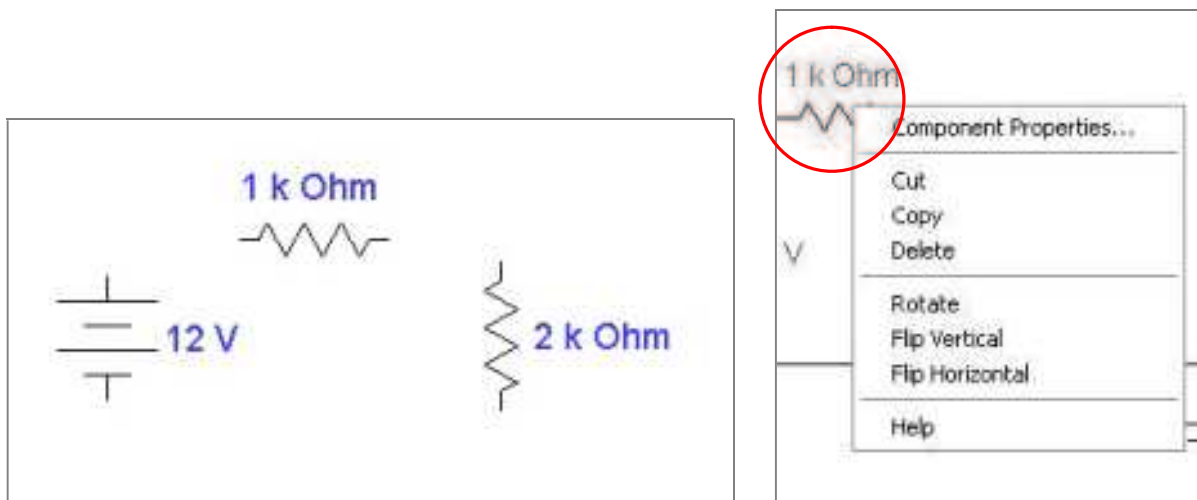 1 k Ohm
12 V
2 k Ohm
1 k Ohm
Component Properties...
Cut
Copy
Delete
V
Rotate
Flip Vertical
Flip Horizontal
Help